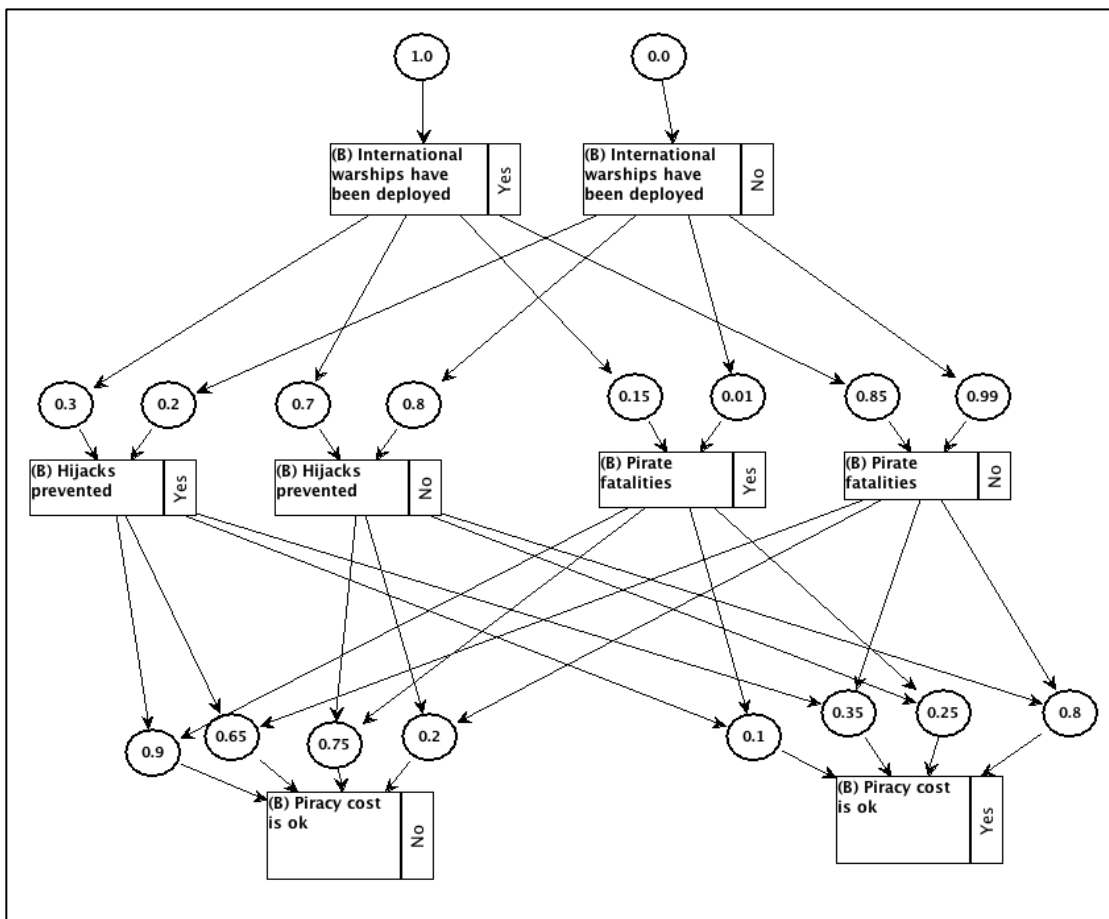 1.0
0.0
(B) International
warships have
been deployed
Yes
(B) International
warships have
been deployed
No
0.3
0.2
0.7
0.8
0.15
0.01
0.85
0.99
(B) Hijacks
prevented
Yes
(B) Hijacks
prevented
No
(B) Pirate
fatalities
Yes
(B) Pirate
fatalities
No
0.9
0.65
0.75
0.2
0.1
0.35
0.25
0.8
(B) Piracy cost
is ok
No
(B) Piracy cost
is ok
Yes